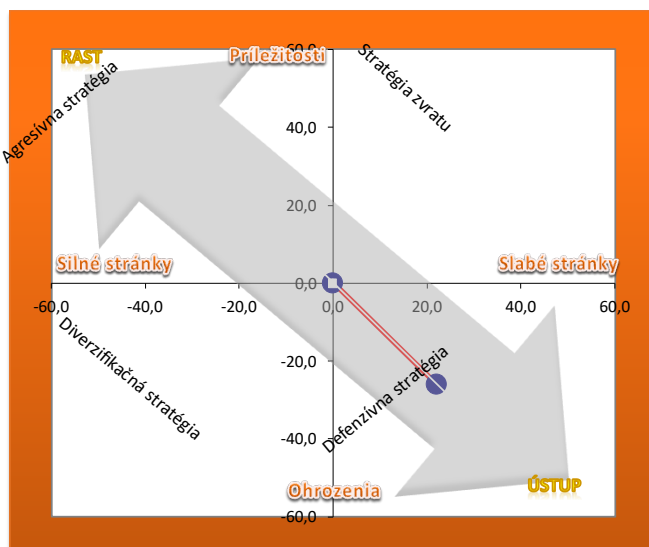 RAST
Príležitosti
60,0
Stratégia zvratu
Agresívna stratégia
40,0
20,0
Silné stránky
0,0
Slabé stránky
-60,0
-40,0
-20,0
0,0
20,0
40,0
60,0
-20,0
Diverzifikačná stratégia
Defenzívna stratégia
-40,0
Ohrozenia
ÚSTUP
-60,0